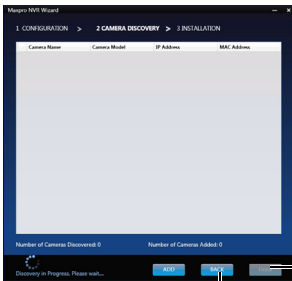 Maxpro NVR Wizard
1 CONFIGURATION > 2 CAMERA DISCOVERY > 3 INSTALLATION
Camera Name Camera Model IP Address MAC Address
Number of Cameras Discovered: 0 Number of Cameras Added: 0
Discovery in Progress, Please wait...
ADD BACK